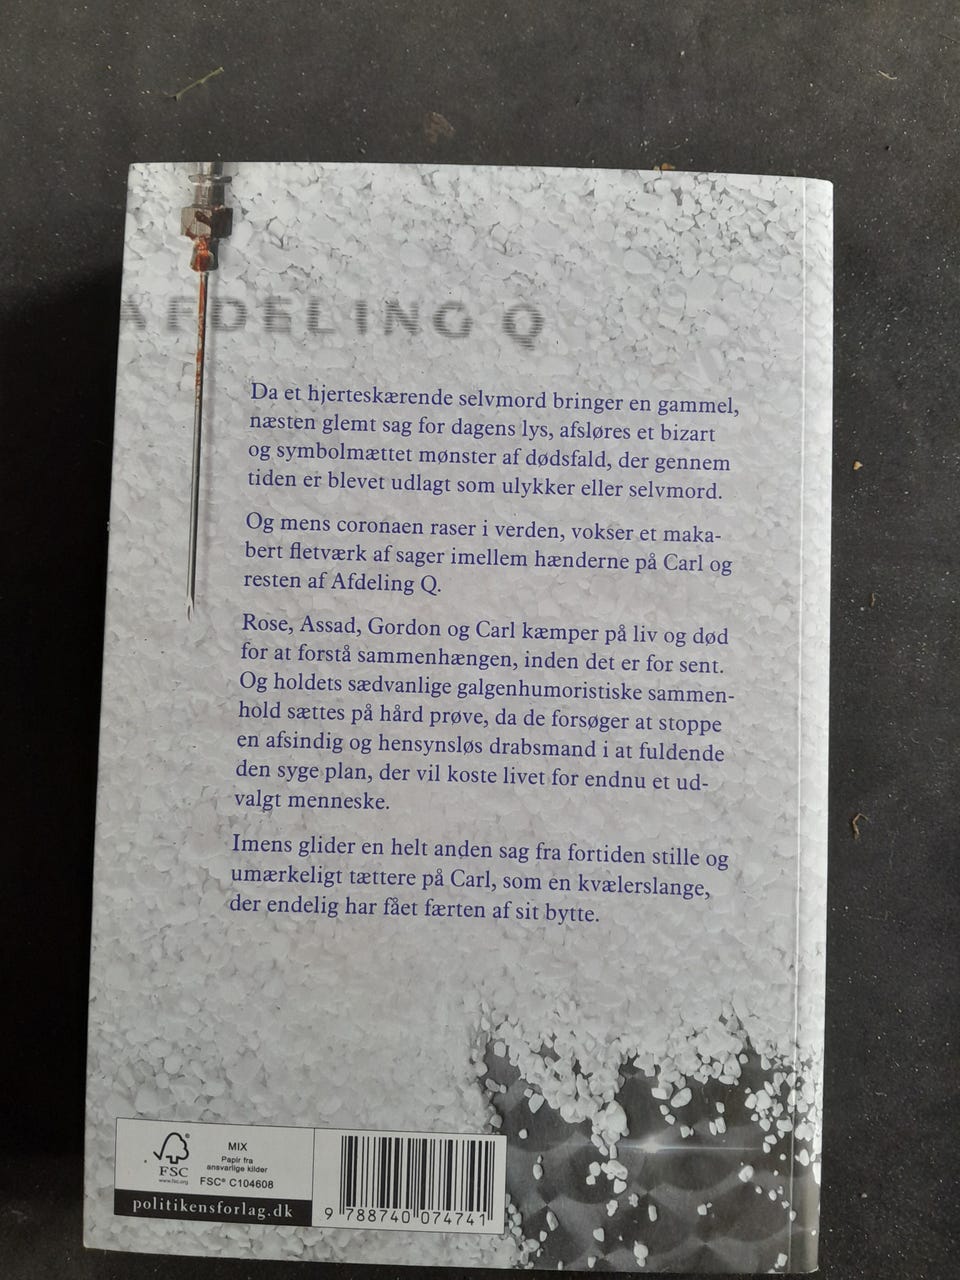 AFDELING Q
Da et hjerteskærende selvmord bringer en gammel,
næsten glemt sag for dagens lys, afsløres et bizart
og symbolmættet mønster af dødsfald, der gennem
tiden er blevet udlagt som ulykker eller selvmord.
Og mens coronaen raser i verden, vokser et maka-
bert fletværk af sager imellem hænderne på Carl og
resten af Afdeling Q.
Rose, Assad, Gordon og Carl kæmper på liv og død
for at forstå sammenhængen, inden det er for sent.
Og holdets sædvanlige galgenhumoristiske sammen-
hold sættes på hård prøve, da de forsøger at stoppe
en afsindig og hensynsløs drabsmand i at fuldende
den syge plan, der vil koste livet for endnu et ud-
valgt menneske.
Imens glider en helt anden sag fra fortiden stille og
umærkeligt tættere på Carl, som en kvælerslange,
der endelig har fået færten af sit bytte.
FSC
www.fsc.org
MIX
Papir fra
ansvarlige kilder
FSC® C104608
politikensforlag.dk
9 788740 074741